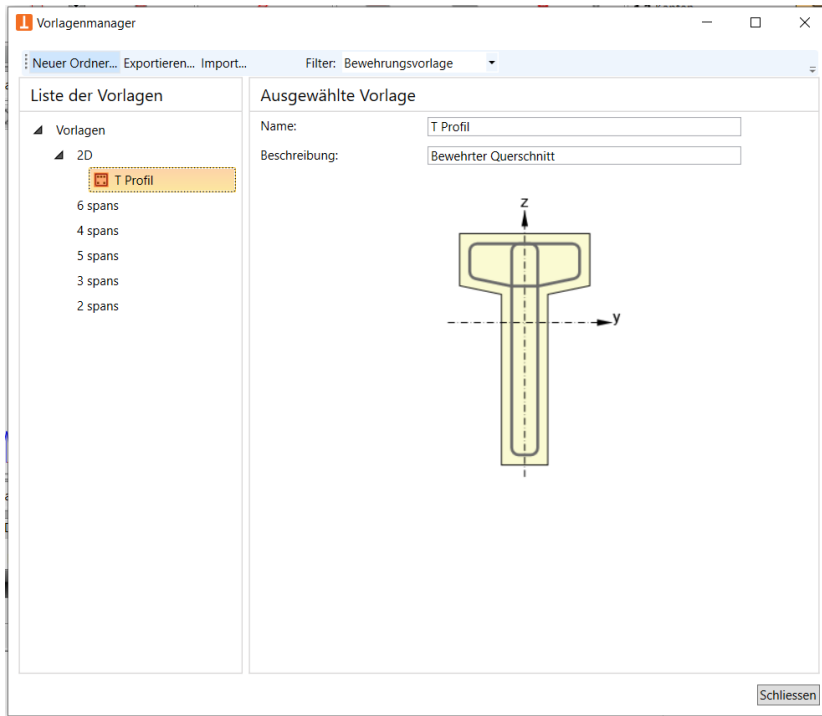 Vorlagenmanager
Neuer Ordner... Exportieren... Import... Filter: Bewehrungsvorlage
Liste der Vorlagen
Vorlagen
2D
T Profil
6 spans
4 spans
5 spans
3 spans
2 spans
Ausgewählte Vorlage
Name: T Profil
Beschreibung: Bewehrter Querschnitt
z
y
Schliessen